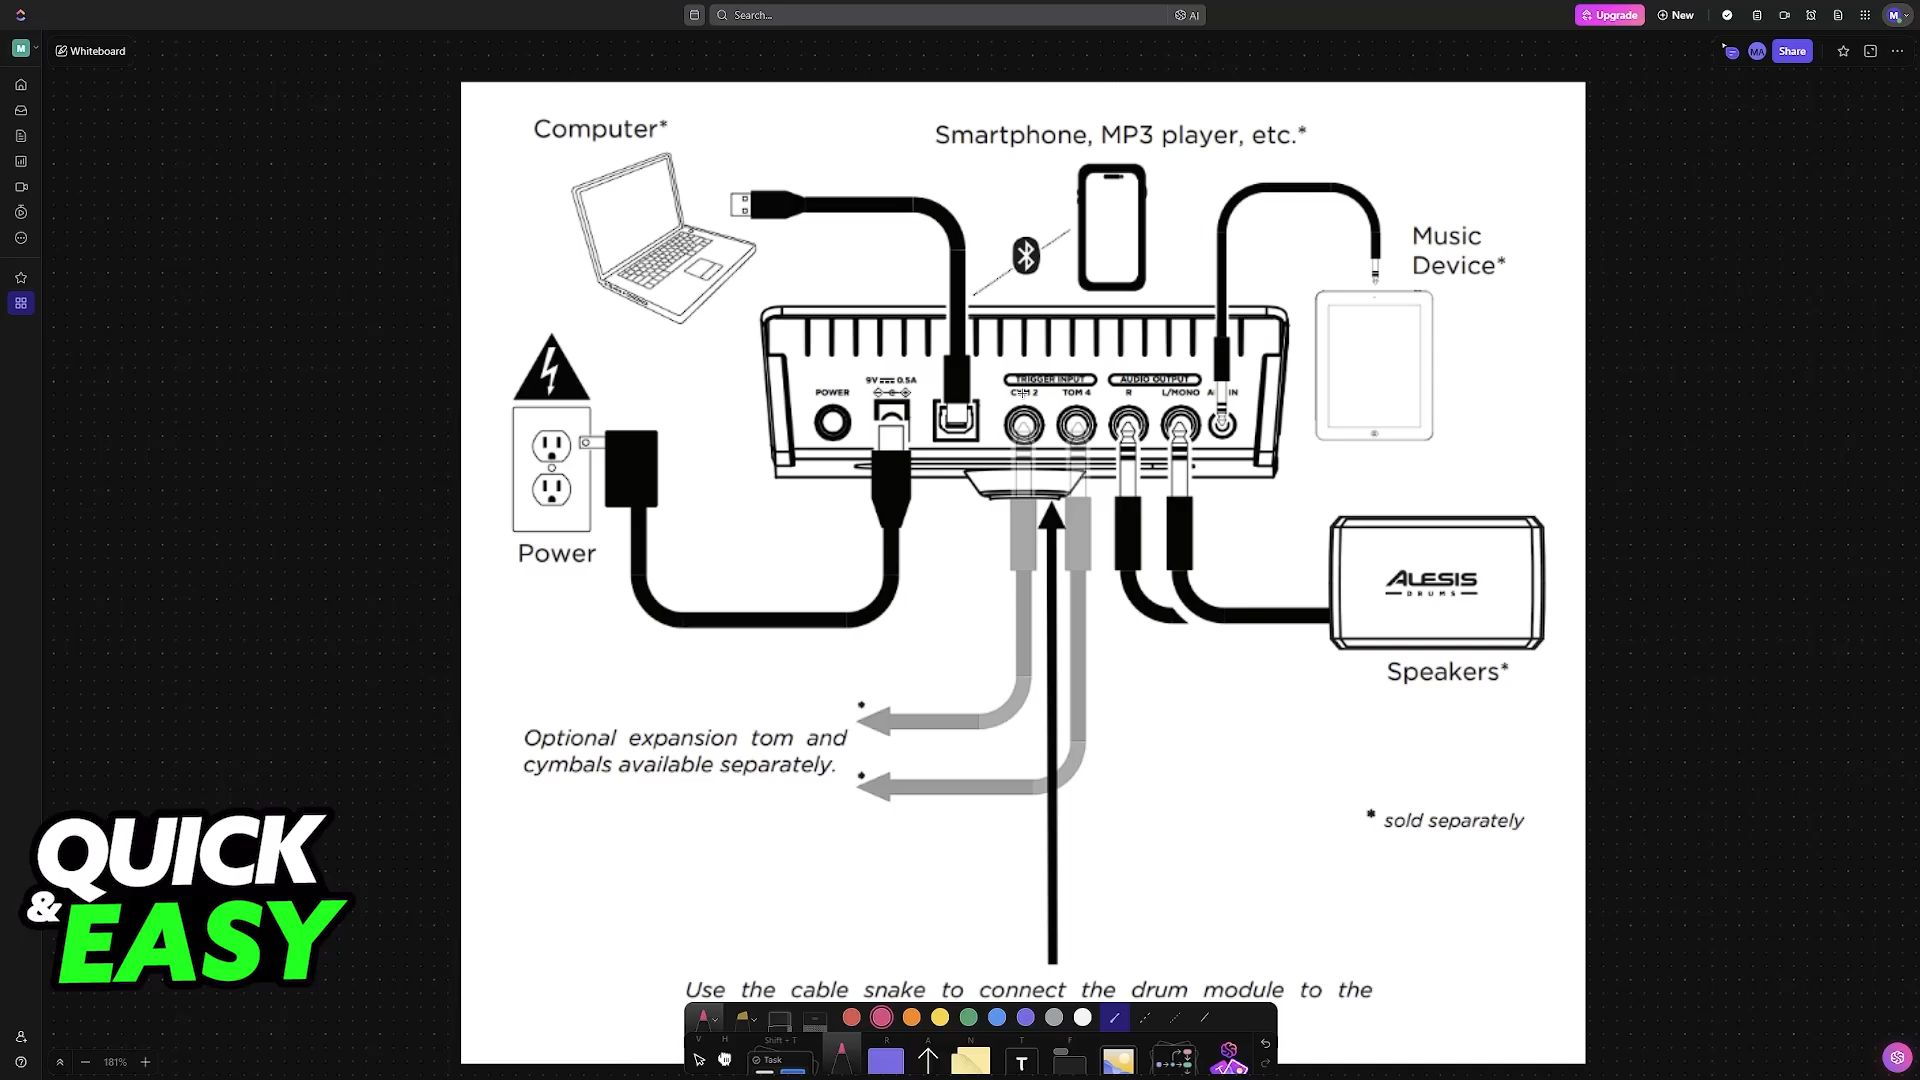 Search...
AI
Upgrade
New
M
M
Whiteboard
MA
Share
Computer*
Smartphone, MP3 player, etc.*
Music
Device*
9V 0.5A
TRIGGER INPUT
AUDIO OUTPUT
POWER
TOM 4
R
L/MONO
IN
Power
ALESIS
DRUMS
Speakers*
*
Optional expansion tom and
cymbals available separately.
*
* sold separately
QUICK
&EASY
Use the cable snake to connect the drum module to the
V
H
Shift + T
R
A
N
T
F
Task
T
181%